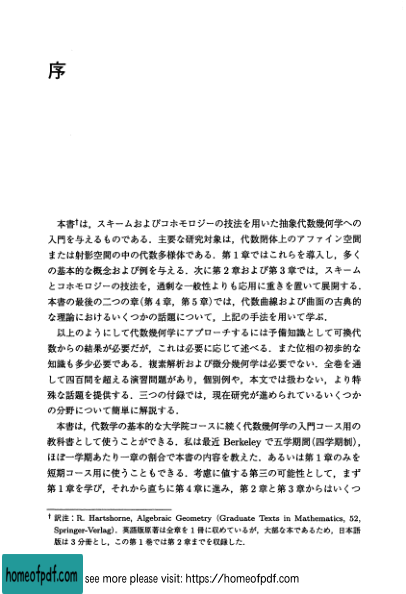 序
本書†は，スキームおよびコホモロジーの技法を用いた抽象代数幾何学への
入門を与えるものである．主要な研究対象は，代数閉体上のアファイン空間
または射影空間の中の代数多様体である．第1章ではこれらを導入し，多く
の基本的な概念および例を与える．次に第2章および第3章では，スキーム
とコホモロジーの技法を，過剰な一般性よりも応用に重きを置いて展開する．
本書の最後の二つの章(第4章，第5章)では，代数曲線および曲面の古典的
な理論におけるいくつかの話題について，上記の手法を用いて学ぶ．
以上のようにして代数幾何学にアプローチするには予備知識として可換代
数からの結果が必要だが，これは必要に応じて述べる．また位相の初歩的な
知識も多少必要である．複素解析および微分幾何学は必要でない．全巻を通
して四百問を超える演習問題があり，個別例や，本文では扱わない，より特
殊な話題を提供する．三つの付録では，現在研究が進められているいくつか
の分野について簡単に解説する．
本書は，代数学の基本的な大学院コースに続く代数幾何学の入門コース用の
教科書として使うことができる．私は最近 Berkeley で五学期間(四学期制)，
ほぼ一学期あたり一章の割合で本書の内容を教えた．あるいは第1章のみを
短期コース用に使うこともできる．考慮に値する第三の可能性として，まず
第1章を学び，それから直ちに第4章に進み，第2章と第3章からはいくつ
† 訳注：R. Hartshorne, Algebraic Geometry (Graduate Texts in Mathematics, 52,
Springer-Verlag)．英語版原著は全章を1冊に収めているが，大部な本であるため，日本語
版は3分冊とし，この第1巻では第2章までを収録した．
homeofpdf.com
see more please visit: https://homeofpdf.com